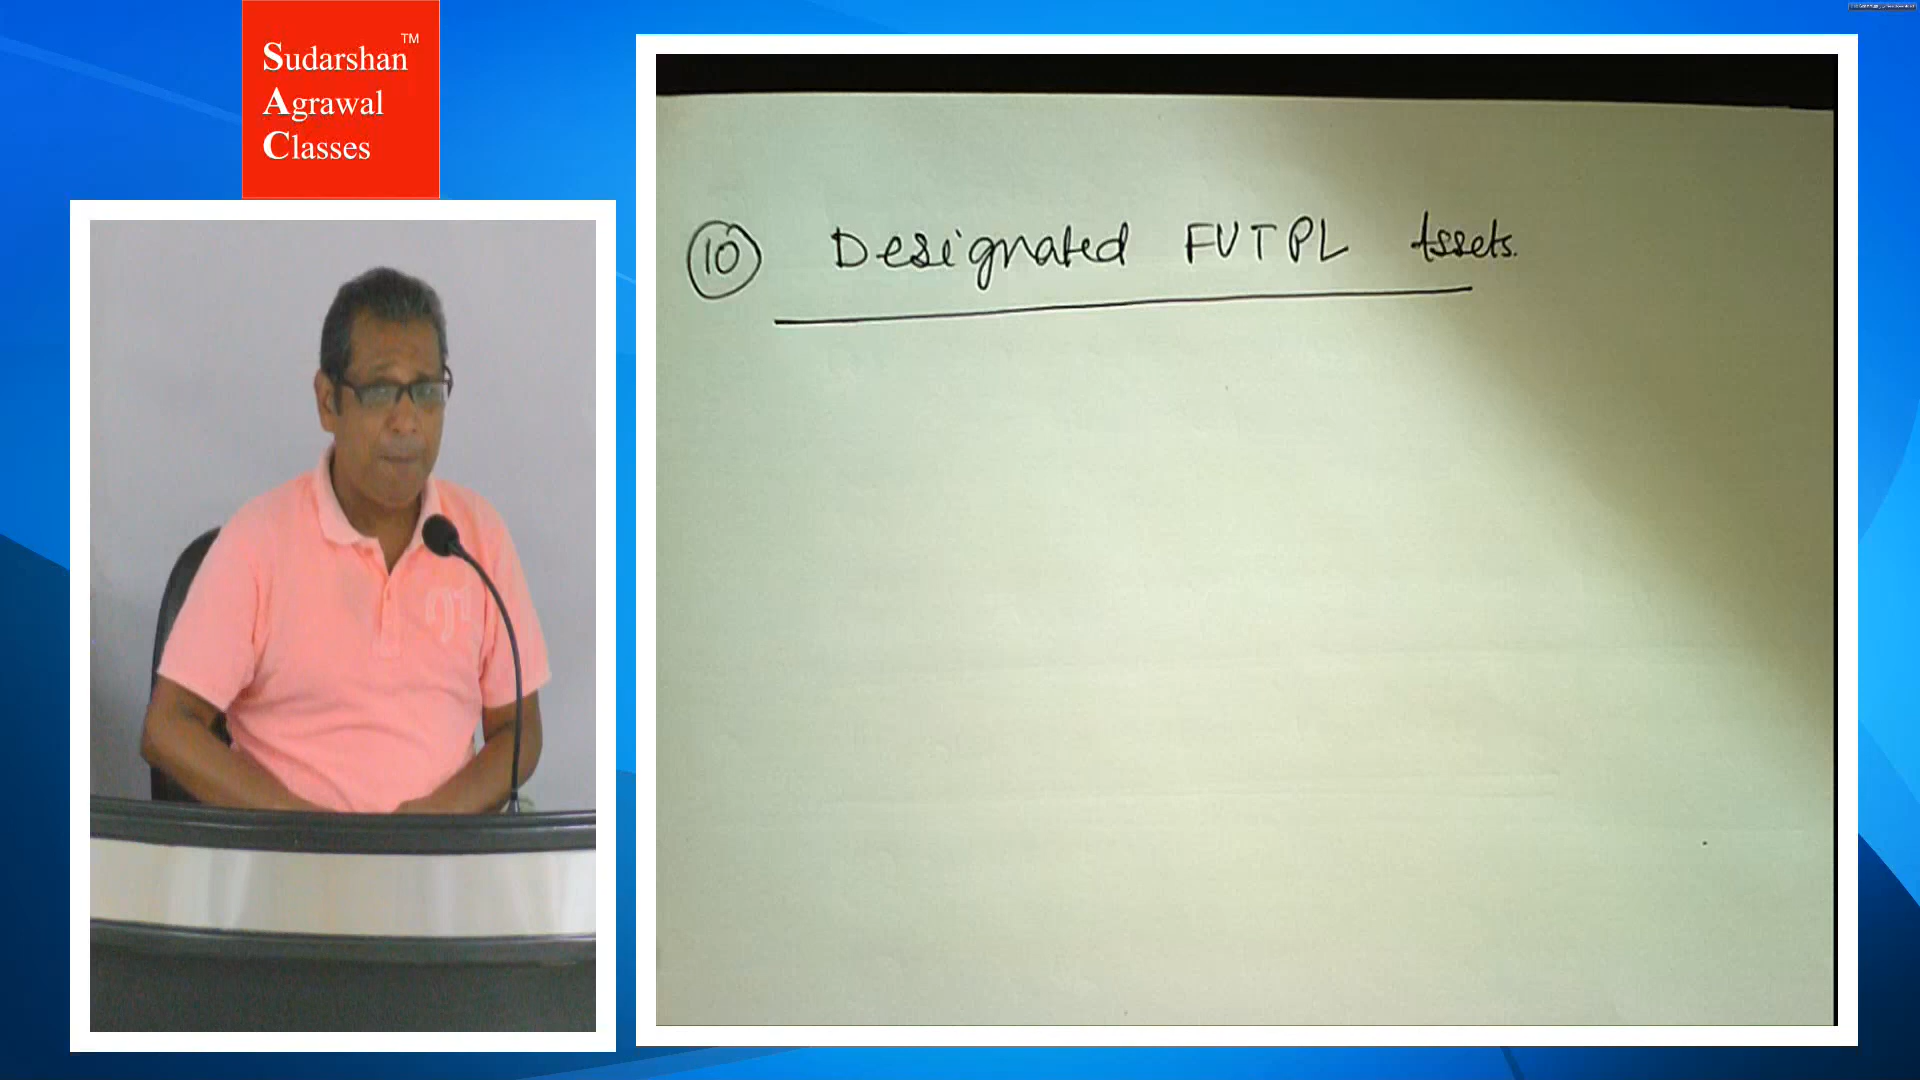 Sudarshan™
Agrawal
Classes
10 Designated FVTPL Assets.